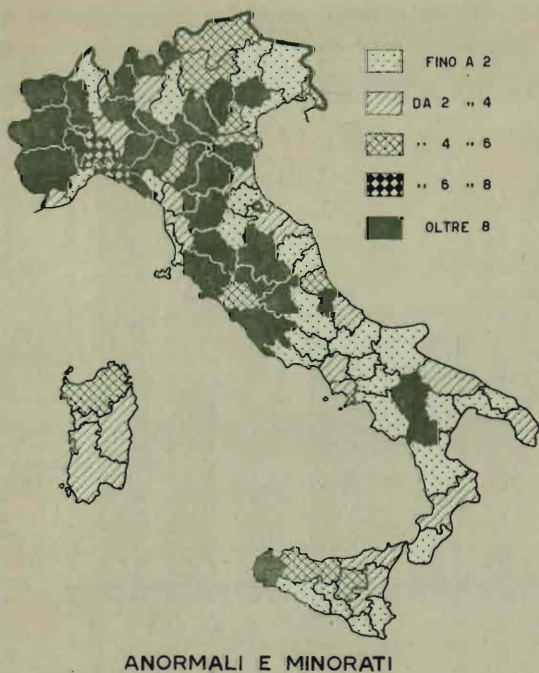 FINO A 2
DA 2 „ 4
„ 4 „ 6
„ 6 „ 8
OLTRE 8
ANORMALI E MINORATI